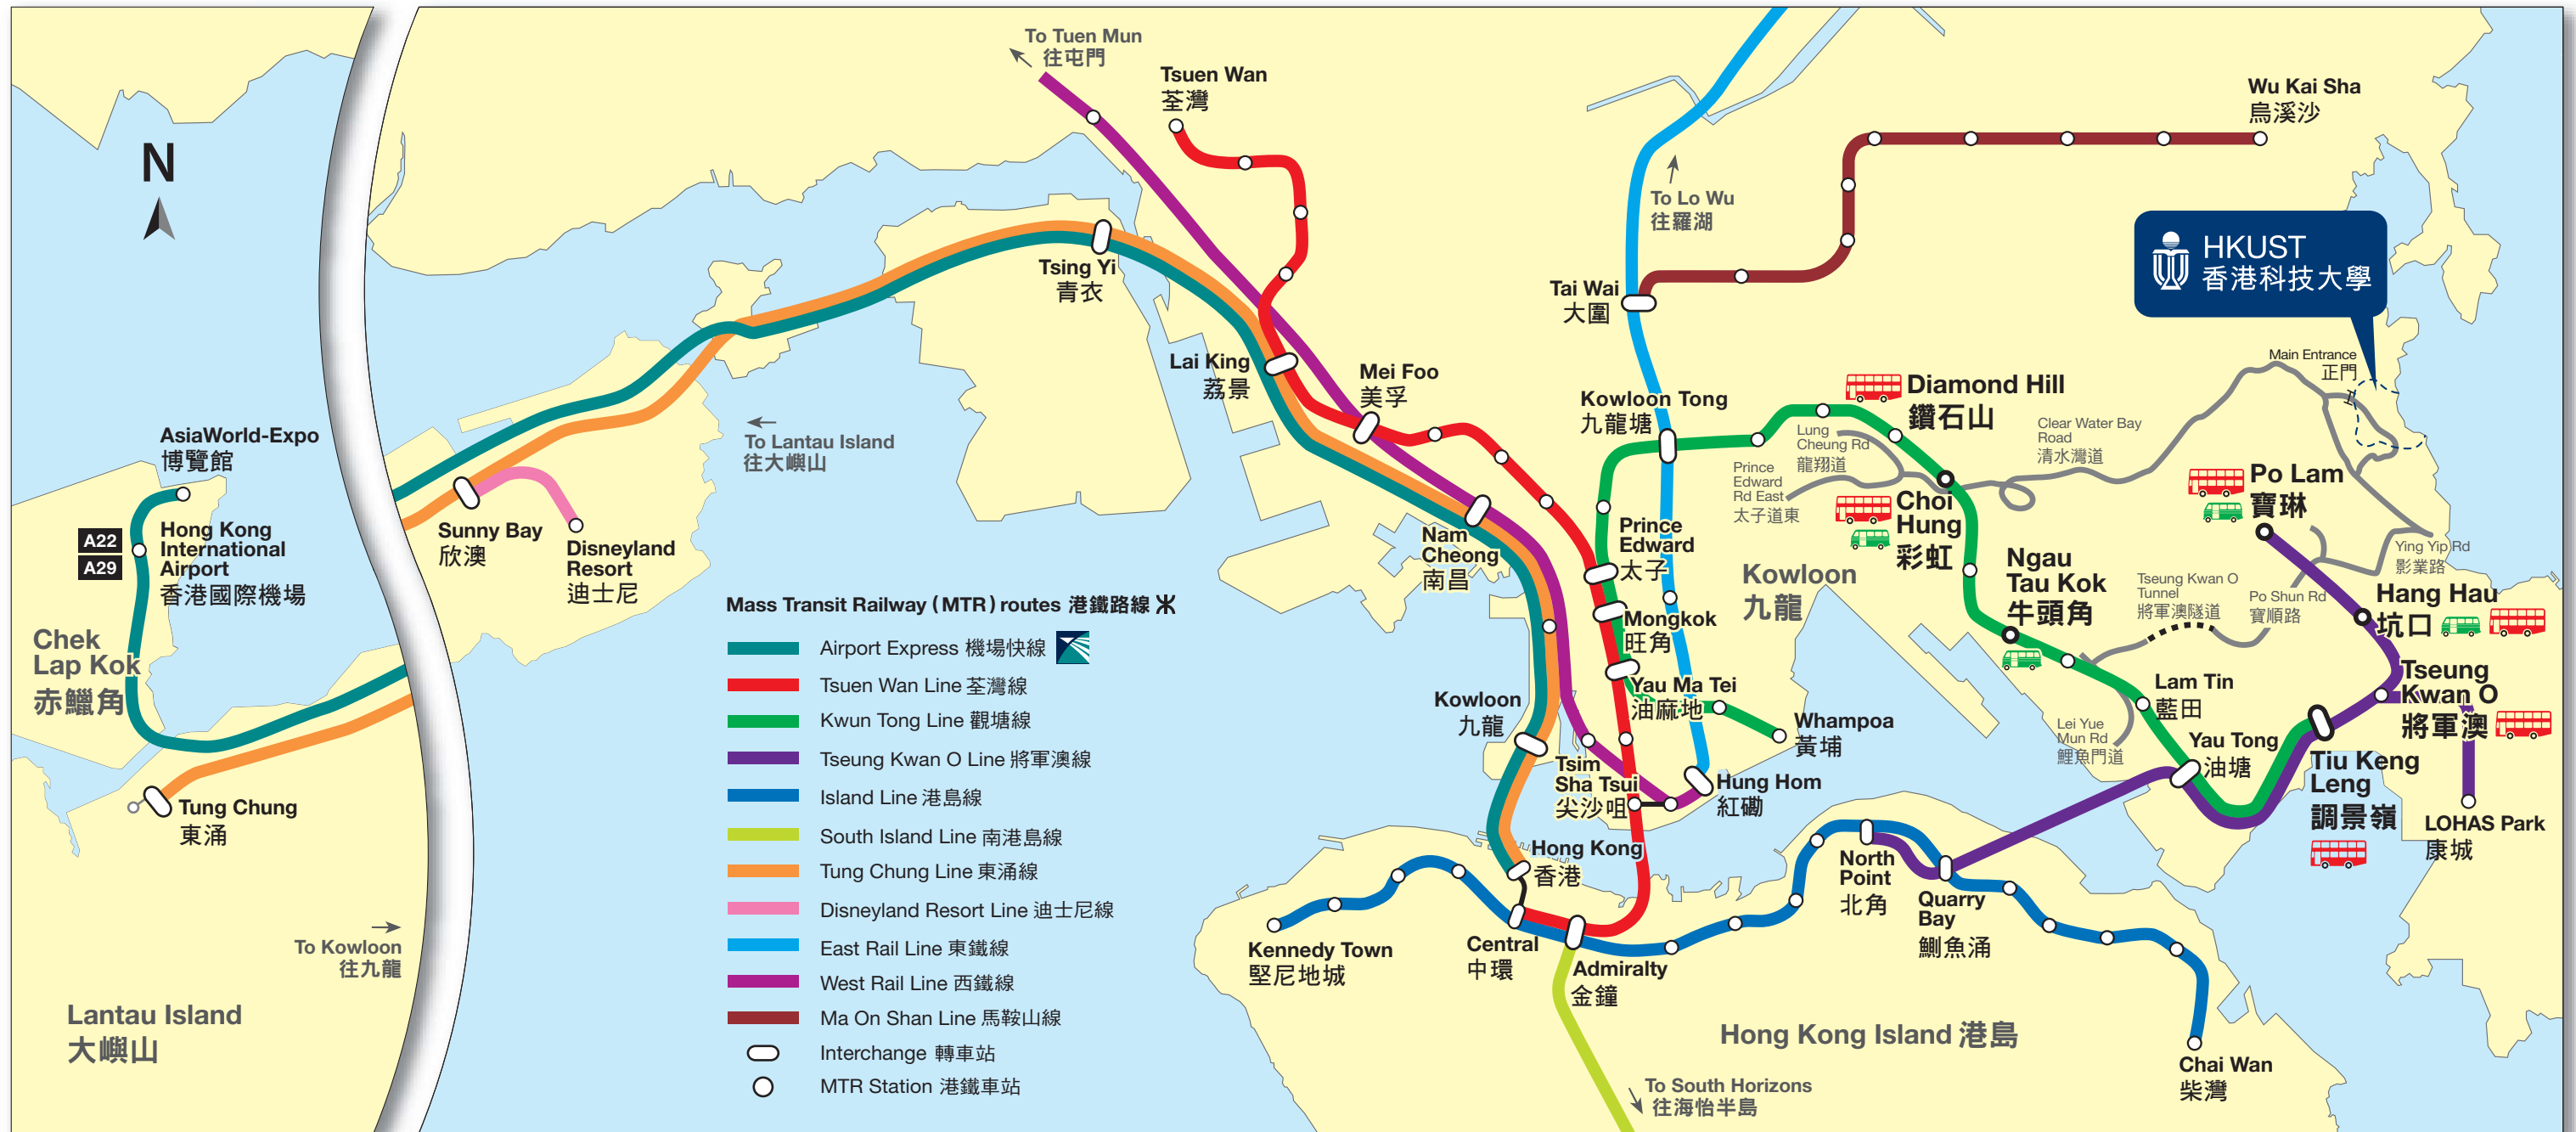 To Tuen Mun
往屯門
Tsuen Wan
荃灣
Wu Kai Sha
烏溪沙
N
To Lo Wu
往羅湖
HKUST
香港科技大學
Tsing Yi
青衣
Tai Wai
大圍
Lai King
荔景
Mei Foo
美孚
Main Entrance
正門
Kowloon Tong
九龍塘
Diamond Hill
鑽石山
To Lantau Island
往大嶼山
AsiaWorld-Expo
博覽館
Lung
Cheung Rd
龍翔道
Clear Water Bay
Road
清水灣道
Prince
Edward
Rd East
太子道東
Po Lam
寶琳
Choi
Hung
彩虹
A22
A29
Hong Kong
International
Airport
香港國際機場
Sunny Bay
欣澳
Disneyland
Resort
迪士尼
Nam
Cheong
南昌
Prince
Edward
太子
Kowloon
九龍
Ngau
Tau Kok
牛頭角
Ying Yip Rd
影業路
Tseung Kwan O
Tunnel
將軍澳隧道
Po Shun Rd
寶順路
Hang Hau
坑口
Mongkok
旺角
Chek
Lap Kok
赤鱲角
Mass Transit Railway (MTR) routes 港鐵路線
Airport Express 機場快線
Tsuen Wan Line 荃灣線
Kwun Tong Line 觀塘線
Tseung Kwan O Line 將軍澳線
Island Line 港島線
South Island Line 南港島線
Tung Chung Line 東涌線
Disneyland Resort Line 迪士尼線
East Rail Line 東鐵線
West Rail Line 西鐵線
Ma On Shan Line 馬鞍山線
Interchange 轉車站
MTR Station 港鐵車站
Kowloon
九龍
Yau Ma Tei
油麻地
Whampoa
黃埔
Lam Tin
藍田
Tseung
Kwan O
將軍澳
Lei Yue
Mun Rd
鯉魚門道
Yau Tong
油塘
Tiu Keng
Leng
調景嶺
LOHAS Park
康城
Tsim
Sha Tsui
尖沙咀
Hung Hom
紅磡
Tung Chung
東涌
Hong Kong
香港
North
Point
北角
Quarry
Bay
鰂魚涌
Kennedy Town
堅尼地城
Central
中環
Admiralty
金鐘
To Kowloon
往九龍
Lantau Island
大嶼山
Hong Kong Island 港島
Chai Wan
柴灣
To South Horizons
往海怡半島